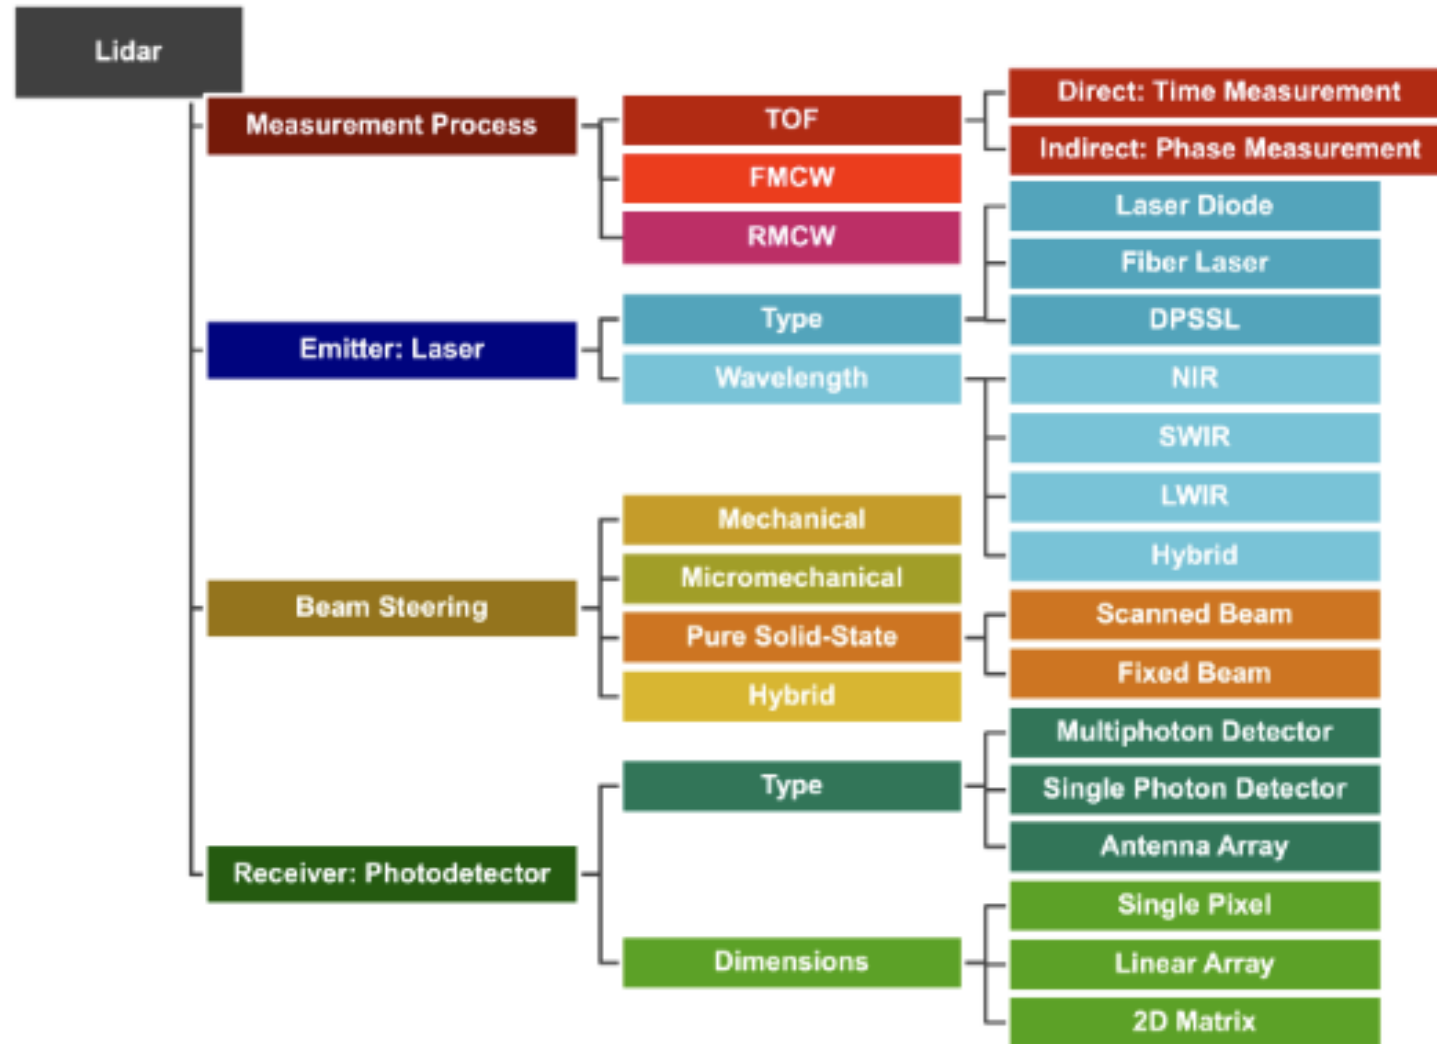 Lidar
Measurement Process
TOF
Direct: Time Measurement
Indirect: Phase Measurement
FMCW
RMCW
Emitter: Laser
Type
Laser Diode
Fiber Laser
DPSSL
Wavelength
NIR
SWIR
LWIR
Hybrid
Beam Steering
Mechanical
Micromechanical
Pure Solid-State
Scanned Beam
Fixed Beam
Hybrid
Receiver: Photodetector
Type
Multiphoton Detector
Single Photon Detector
Antenna Array
Dimensions
Single Pixel
Linear Array
2D Matrix